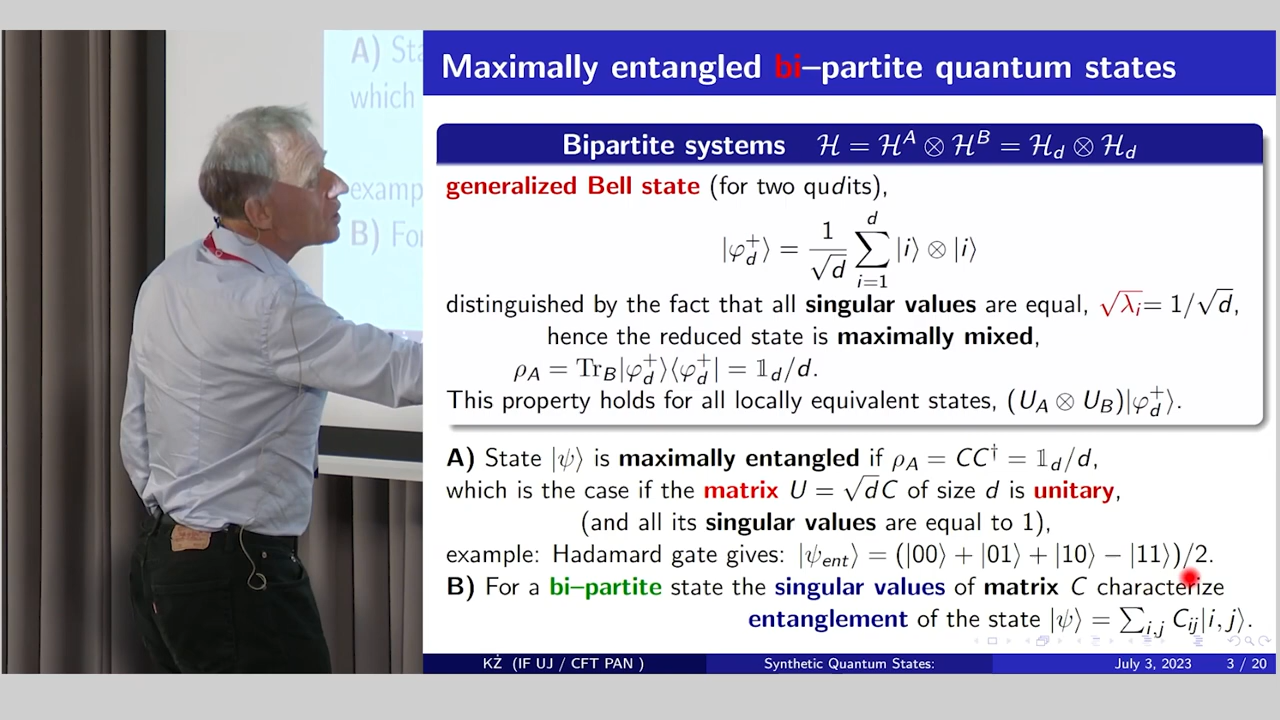 A) Sta
which
examp
B) For
Maximally entangled bi–partite quantum states
Bipartite systems ℋ = ℋ^A ⊗ ℋ^B = ℋ_d ⊗ ℋ_d
generalized Bell state (for two qudits),
|φ_d^+⟩ = 1/√d ∑_{i=1}^{d} |i⟩ ⊗ |i⟩
distinguished by the fact that all singular values are equal, √λ_i = 1/√d,
hence the reduced state is maximally mixed,
ρ_A = Tr_B|φ_d^+⟩⟨φ_d^+| = 𝟙_d/d.
This property holds for all locally equivalent states, (U_A ⊗ U_B)|φ_d^+⟩.
A) State |ψ⟩ is maximally entangled if ρ_A = CC^† = 𝟙_d/d,
which is the case if the matrix U = √d C of size d is unitary,
(and all its singular values are equal to 1),
example: Hadamard gate gives: |ψ_ent⟩ = (|00⟩ + |01⟩ + |10⟩ − |11⟩)/2.
B) For a bi–partite state the singular values of matrix C characterize
entanglement of the state |ψ⟩ = ∑_{i,j} C_{ij}|i, j⟩.
KŻ (IF UJ / CFT PAN ) Synthetic Quantum States: July 3, 2023 3 / 20